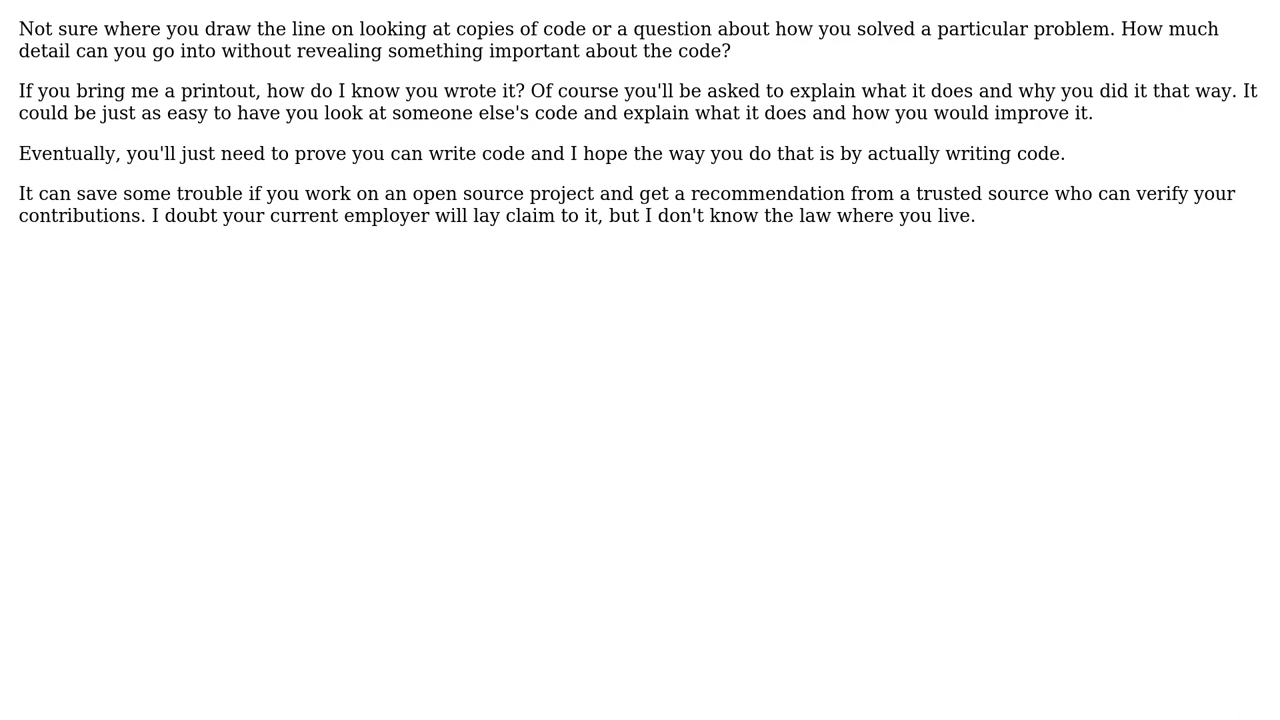 Not sure where you draw the line on looking at copies of code or a question about how you solved a particular problem. How much
detail can you go into without revealing something important about the code?
If you bring me a printout, how do I know you wrote it? Of course you'll be asked to explain what it does and why you did it that way. It
could be just as easy to have you look at someone else's code and explain what it does and how you would improve it.
Eventually, you'll just need to prove you can write code and I hope the way you do that is by actually writing code.
It can save some trouble if you work on an open source project and get a recommendation from a trusted source who can verify your
contributions. I doubt your current employer will lay claim to it, but I don't know the law where you live.